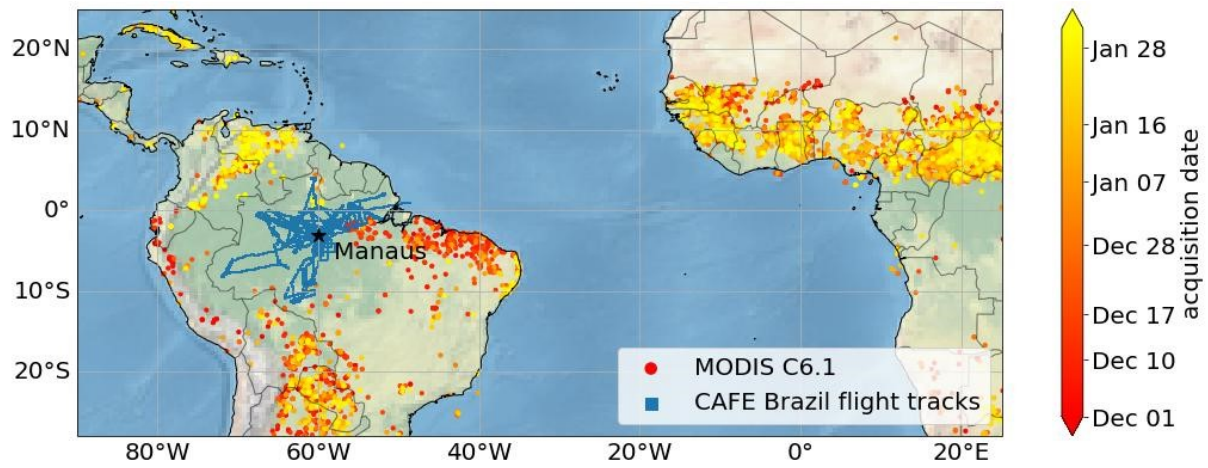 20°N
10°N
0°
10°S
20°S
80°W
60°W
40°W
20°W
0°
20°E
Manaus
MODIS C6.1
CAFE Brazil flight tracks
Jan 28
Jan 16
Jan 07
Dec 28
Dec 17
Dec 10
Dec 01
acquisition date